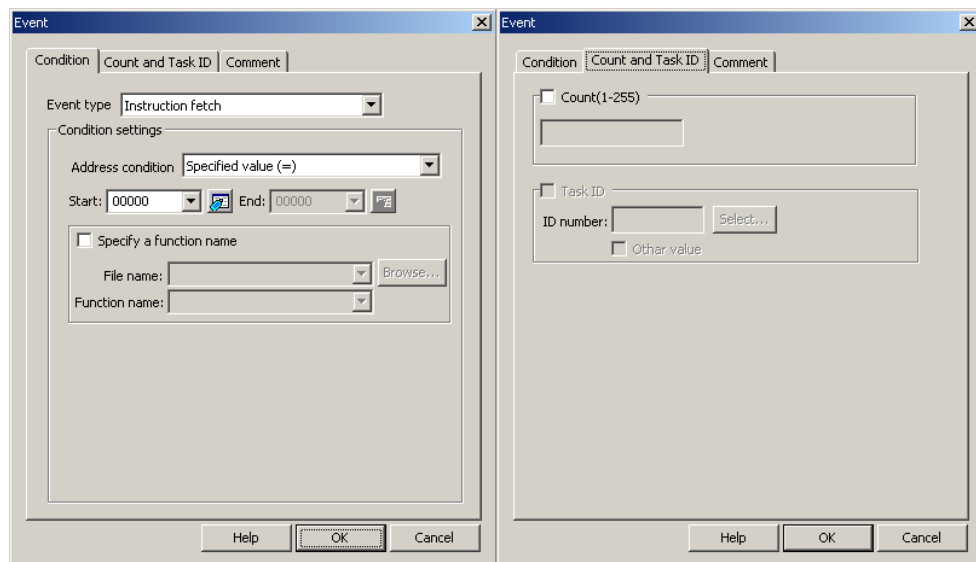 Event
Condition Count and Task ID Comment
Event type Instruction fetch
Condition settings
Address condition Specified value (=)
Start: 00000 End: 00000
Specify a function name
File name: Browse...
Function name:
Help OK Cancel
Event
Condition Count and Task ID Comment
Count(1-255)
Task ID
ID number: Select...
Othar value
Help OK Cancel